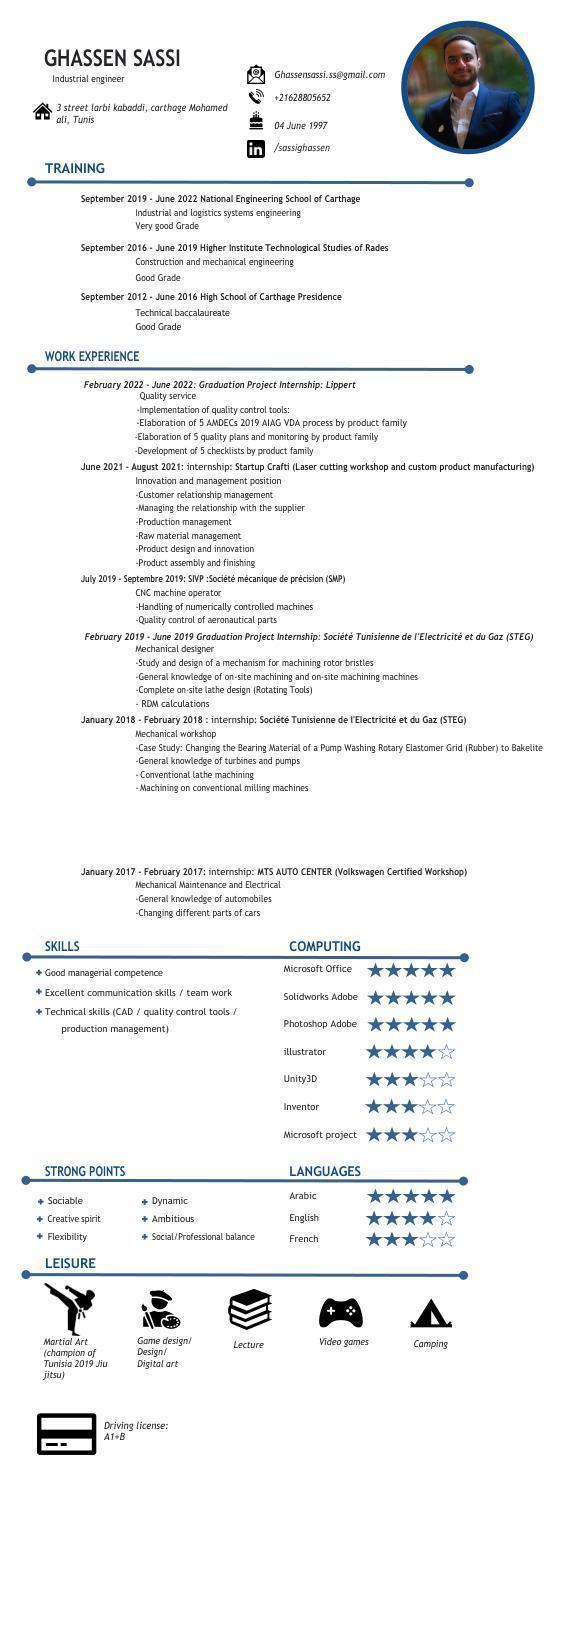 GHASSEN SASSI
Industrial engineer
3 street larbi kabaddi, carthage Mohamed
ali, Tunis
Ghassensassi.ss@gmail.com
+21628805652
04 June 1997
/sassighassen
TRAINING
September 2019 - June 2022 National Engineering School of Carthage
Industrial and logistics systems engineering
Very good Grade
September 2016 - June 2019 Higher Institute Technological Studies of Rades
Construction and mechanical engineering
Good Grade
September 2012 - June 2016 High School of Carthage Presidence
Technical baccalaureate
Good Grade
WORK EXPERIENCE
February 2022 - June 2022: Graduation Project Internship: Lippert
Quality service
-Implementation of quality control tools:
-Elaboration of 5 AMDECs 2019 AIAG VDA process by product family
-Elaboration of 5 quality plans and monitoring by product family
-Development of 5 checklists by product family
June 2021 - August 2021: internship: Startup Crafti (Laser cutting workshop and custom product manufacturing)
Innovation and management position
-Customer relationship management
-Managing the relationship with the supplier
-Production management
-Raw material management
-Product design and innovation
-Product assembly and finishing
July 2019 - Septembre 2019: SIVP :Société mécanique de précision (SMP)
CNC machine operator
-Handling of numerically controlled machines
-Quality control of aeronautical parts
February 2019 - June 2019 Graduation Project Internship: Société Tunisienne de l'Electricité et du Gaz (STEG)
Mechanical designer
-Study and design of a mechanism for machining rotor bristles
-General knowledge of on-site machining and on-site machining machines
-Complete on-site lathe design (Rotating Tools)
- RDM calculations
January 2018 - February 2018 : internship: Société Tunisienne de l'Electricité et du Gaz (STEG)
Mechanical workshop
-Case Study: Changing the Bearing Material of a Pump Washing Rotary Elastomer Grid (Rubber) to Bakelite
-General knowledge of turbines and pumps
- Conventional lathe machining
- Machining on conventional milling machines
January 2017 - February 2017: internship: MTS AUTO CENTER (Volkswagen Certified Workshop)
Mechanical Maintenance and Electrical
-General knowledge of automobiles
-Changing different parts of cars
SKILLS
Good managerial competence
Excellent communication skills / team work
Technical skills (CAD / quality control tools /
production management)
COMPUTING
Microsoft Office
Solidworks Adobe
Photoshop Adobe
illustrator
Unity3D
Inventor
Microsoft project
STRONG POINTS
Sociable
Dynamic
Creative spirit
Ambitious
Flexibility
Social/Professional balance
LANGUAGES
Arabic
English
French
LEISURE
Martial Art
(champion of
Tunisia 2019 Jiu
jitsu)
Game design/
Design/
Digital art
Lecture
Video games
Camping
Driving license:
A1+B